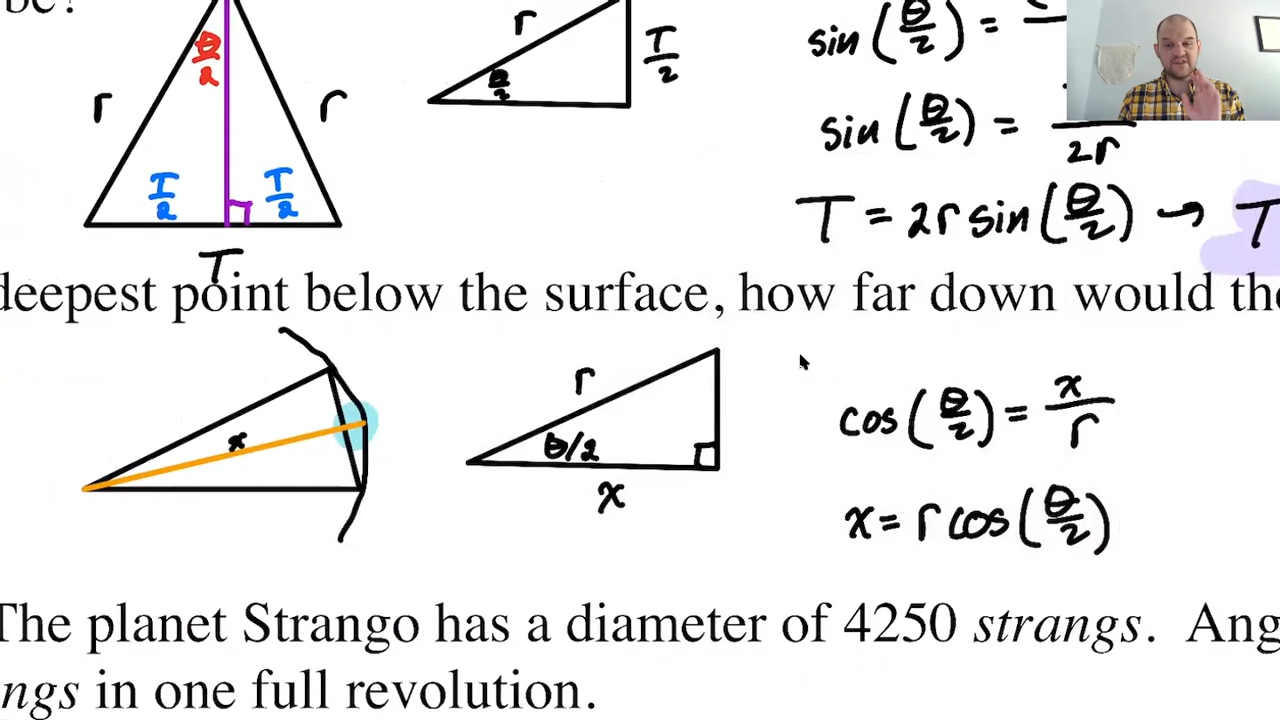 be?
θ/2
r
r
T/2
T/2
T
r
θ/2
T/2
sin(θ/2) =
sin(θ/2) = /2r
T = 2r sin(θ/2) → T
deepest point below the surface, how far down would the
x
r
θ/2
x
cos(θ/2) = x/r
x = r cos(θ/2)
The planet Strango has a diameter of 4250 strangs. Ang
ngs in one full revolution.